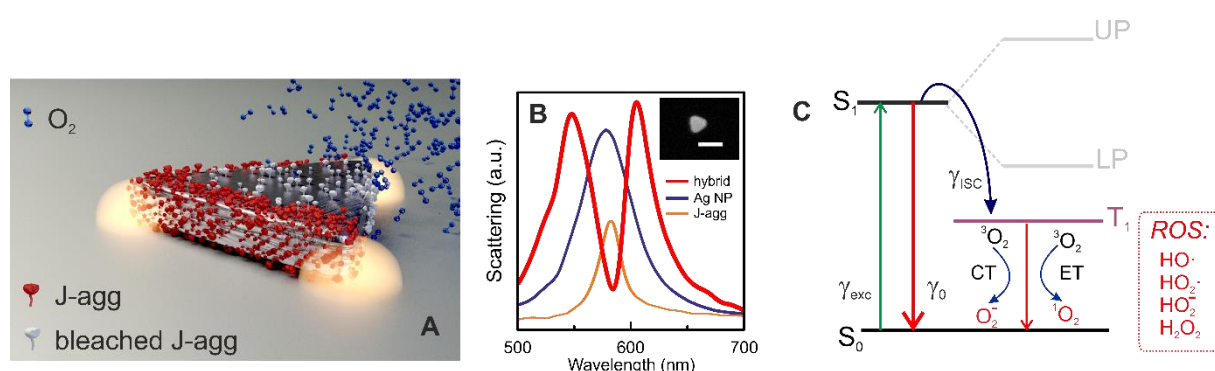 O₂
J-agg
bleached J-agg
A
B
Scattering (a.u.)
hybrid
Ag NP
J-agg
500
600
700
Wavelength (nm)
C
UP
S₁
LP
γISC
T₁
³O₂
³O₂
CT
ET
γexc
γ₀
O₂⁻
¹O₂
S₀
ROS:
HO·
HO₂·
HO₂⁻
H₂O₂